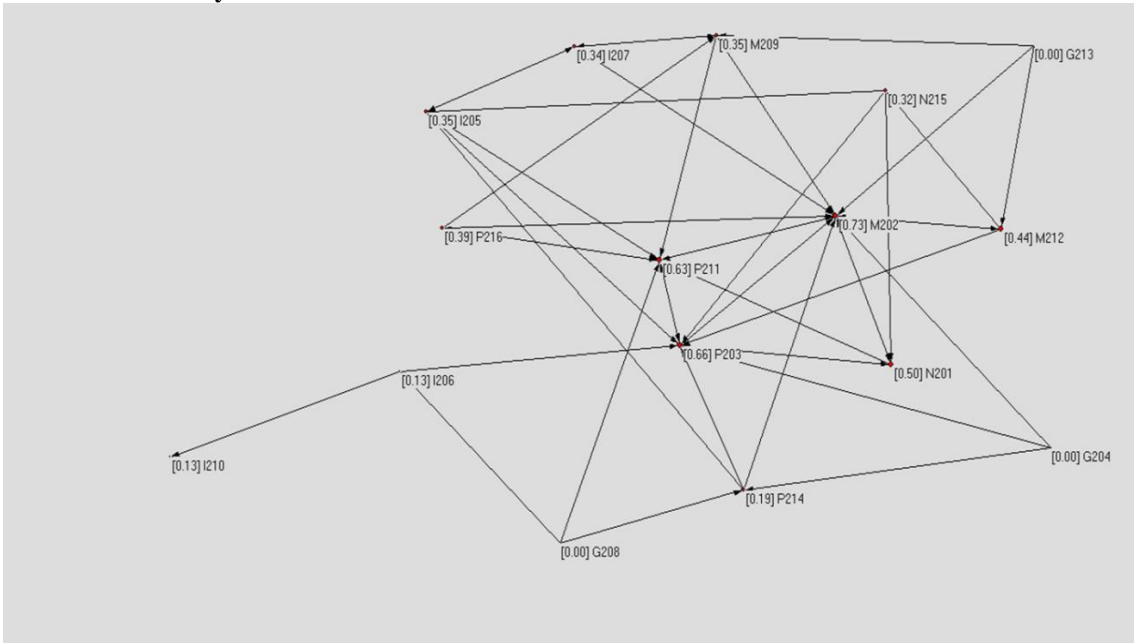 [0.34] I207
[0.35] M209
[0.00] G213
[0.32] N215
[0.35] I205
[0.73] M202
[0.39] P216
[0.44] M212
[0.63] P211
[0.66] P203
[0.50] N201
[0.13] I206
[0.00] G204
[0.13] I210
[0.19] P214
[0.00] G208